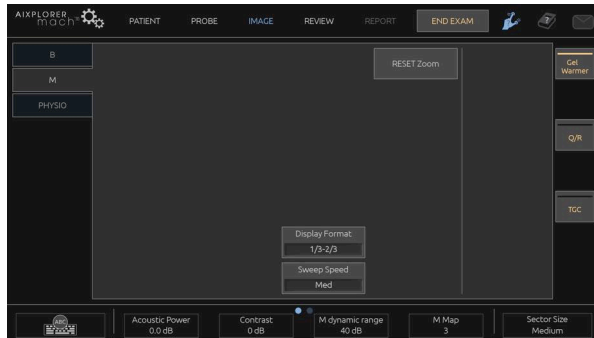 AIXPLORER
mach
PATIENT
PROBE
IMAGE
REVIEW
REPORT
END EXAM
B
M
PHYSIO
RESET Zoom
Gel
Warmer
Q/R
TGC
Display Format
1/3-2/3
Sweep Speed
Med
ABC
Acoustic Power
0.0 dB
Contrast
0 dB
M dynamic range
40 dB
M Map
3
Sector Size
Medium